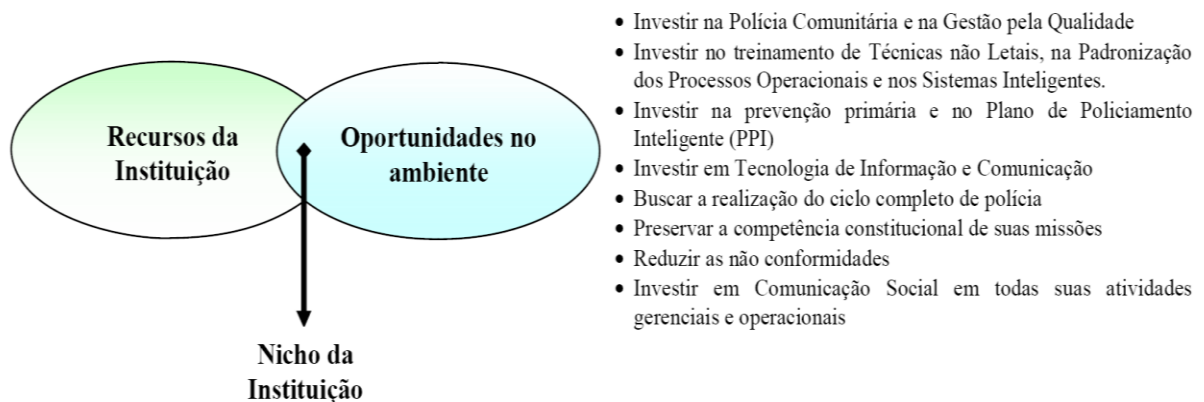 Recursos da
Instituição
Oportunidades no
ambiente
Nicho da
Instituição
• Investir na Polícia Comunitária e na Gestão pela Qualidade
• Investir no treinamento de Técnicas não Letais, na Padronização
dos Processos Operacionais e nos Sistemas Inteligentes.
• Investir na prevenção primária e no Plano de Policiamento
Inteligente (PPI)
• Investir em Tecnologia de Informação e Comunicação
• Buscar a realização do ciclo completo de polícia
• Preservar a competência constitucional de suas missões
• Reduzir as não conformidades
• Investir em Comunicação Social em todas suas atividades
gerenciais e operacionais